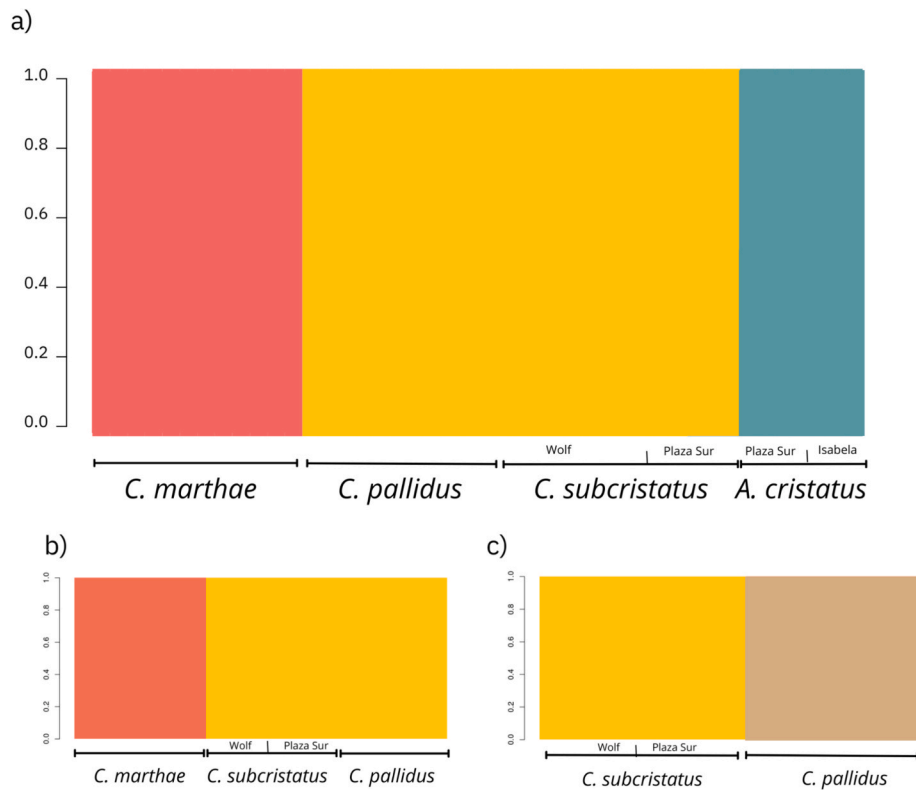 a)
1.0
0.8
0.6
0.4
0.2
0.0
Wolf | Plaza Sur Plaza Sur | Isabela
C. marthae C. pallidus C. subcristatus A. cristatus
b)
1.0
0.8
0.6
0.4
0.2
0.0
Wolf | Plaza Sur
C. marthae C. subcristatus C. pallidus
c)
1.0
0.8
0.6
0.4
0.2
0.0
Wolf | Plaza Sur
C. subcristatus C. pallidus